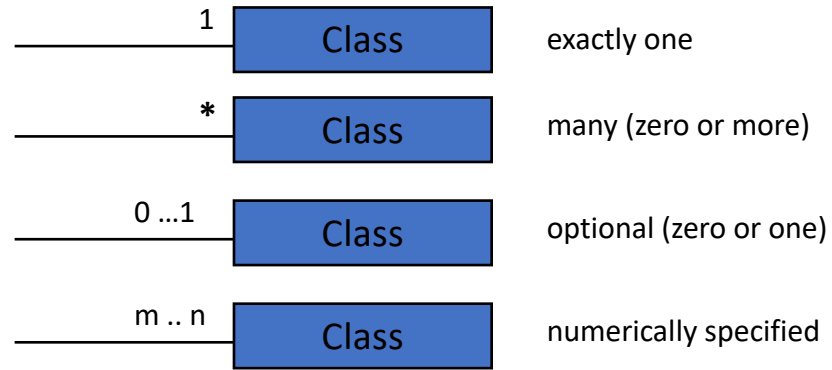 1
Class
exactly one
*
Class
many (zero or more)
0 ...1
Class
optional (zero or one)
m .. n
Class
numerically specified